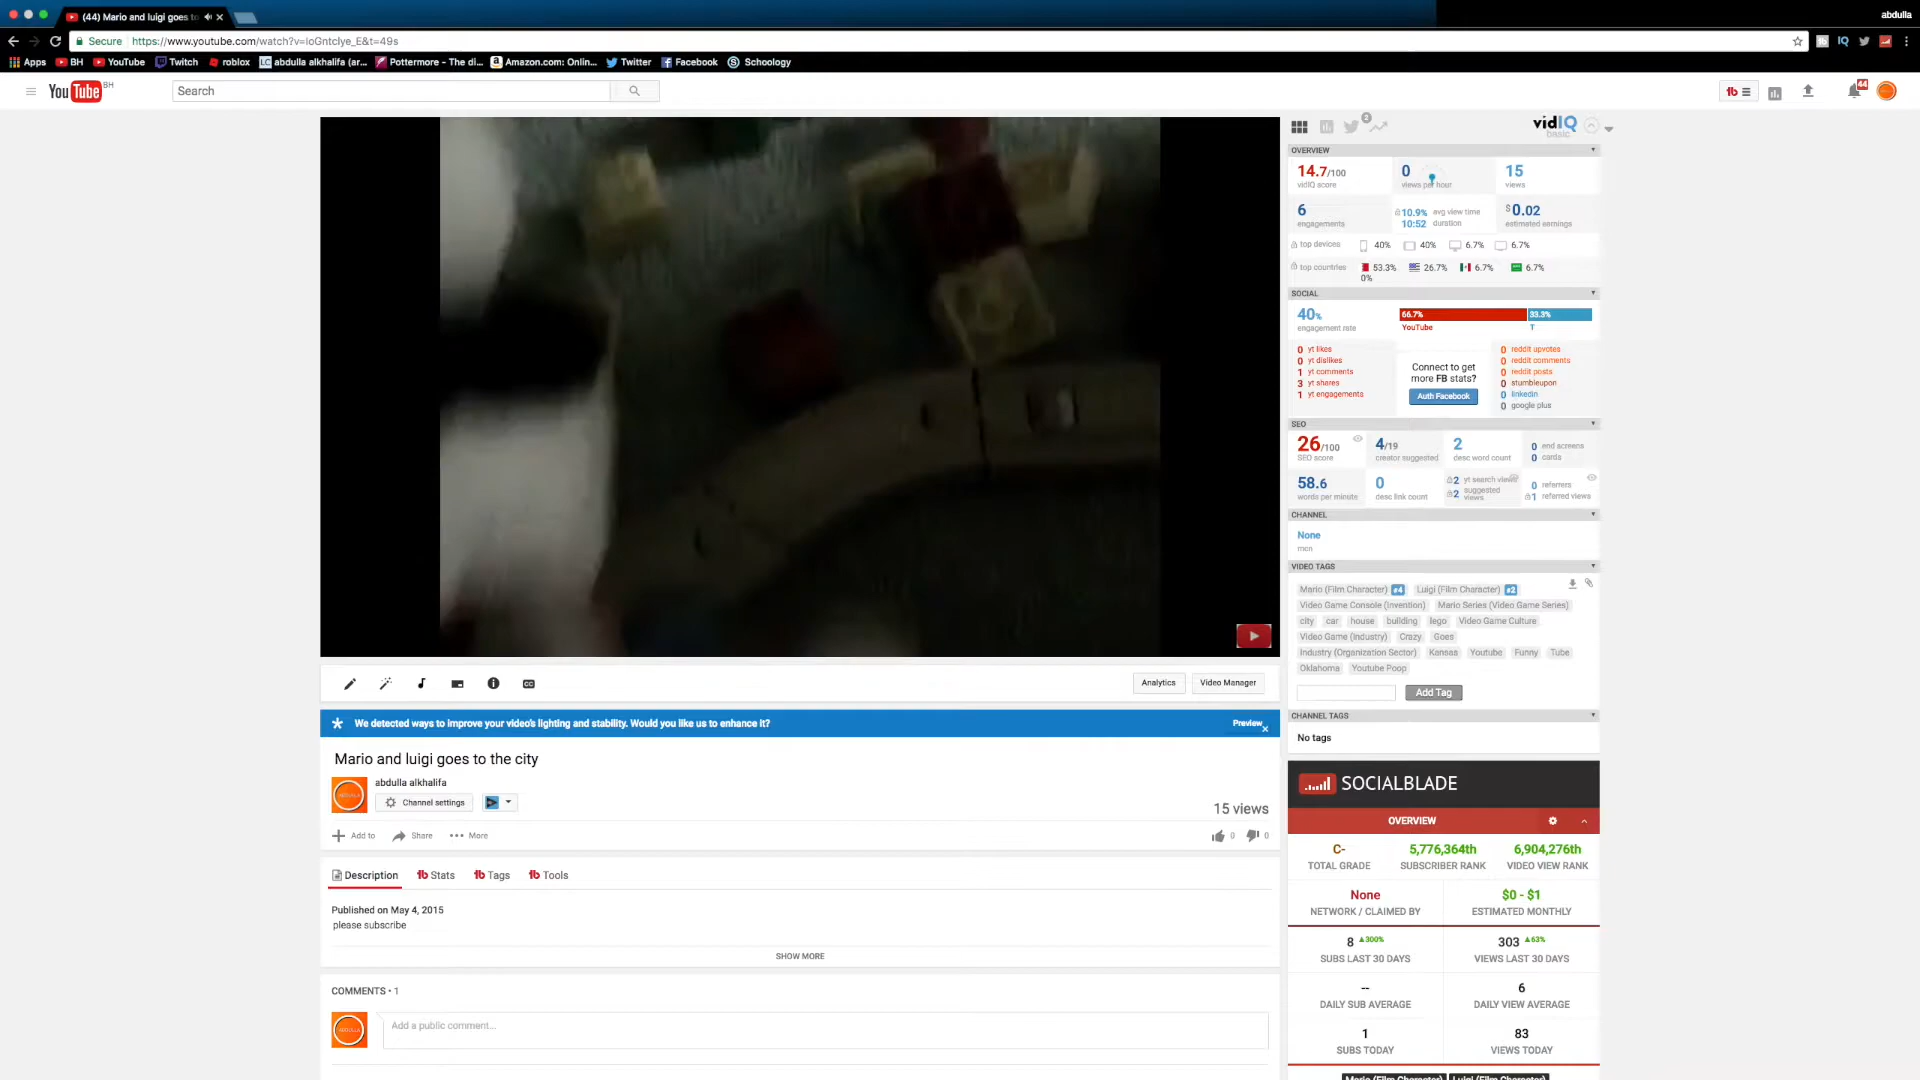 (44) Mario and luigi goes to
abdulla
Secure https://www.youtube.com/watch?v=ioGntclye_E&t=49s
Apps BH YouTube Twitch roblox abdulla alkhalifa (ar... Pottermore - The di... Amazon.com: Onlin... Twitter Facebook Schoology
YouTube BH Search 44
vidIQ
basic
OVERVIEW
14.7/100 0 15
vidIQ score views per hour views
6 10.9% avg view time $0.02
engagements 10:52 duration estimated earnings
top devices 40% 40% 6.7% 6.7%
top countries 53.3% 26.7% 6.7% 6.7%
0%
SOCIAL
40% 66.7% 33.3%
engagement rate YouTube T
0 yt likes
0 yt dislikes
1 yt comments
3 yt shares
1 yt engagements
Connect to get
more FB stats?
Auth Facebook
0 reddit upvotes
0 reddit comments
0 reddit posts
0 stumbleupon
0 linkedin
0 google plus
SEO
26/100 4/19 2 0 end screens
SEO score creator suggested desc word count 0 cards
58.6 0 2 yt search views 0 referrers
words per minute desc link count 2 suggested views 1 referred views
CHANNEL
None
mcn
VIDEO TAGS
Mario (Film Character) #4 Luigi (Film Character) #2
Video Game Console (Invention) Mario Series (Video Game Series)
city car house building lego Video Game Culture
Video Game (Industry) Crazy Goes
Industry (Organization Sector) Kansas Youtube Funny Tube
Oklahoma Youtube Poop
Add Tag
CHANNEL TAGS
No tags
Analytics Video Manager
We detected ways to improve your video's lighting and stability. Would you like us to enhance it? Preview
Mario and luigi goes to the city
abdulla alkhalifa
Channel settings
15 views
Add to Share More 0 0
Description Stats Tags Tools
Published on May 4, 2015
please subscribe
SHOW MORE
COMMENTS • 1
Add a public comment...
SOCIALBLADE
OVERVIEW
C- 5,776,364th 6,904,276th
TOTAL GRADE SUBSCRIBER RANK VIDEO VIEW RANK
None $0 - $1
NETWORK / CLAIMED BY ESTIMATED MONTHLY
8 ▲300% 303 ▲63%
SUBS LAST 30 DAYS VIEWS LAST 30 DAYS
-- 6
DAILY SUB AVERAGE DAILY VIEW AVERAGE
1 83
SUBS TODAY VIEWS TODAY
Mario (Film Character) Luigi (Film Character)